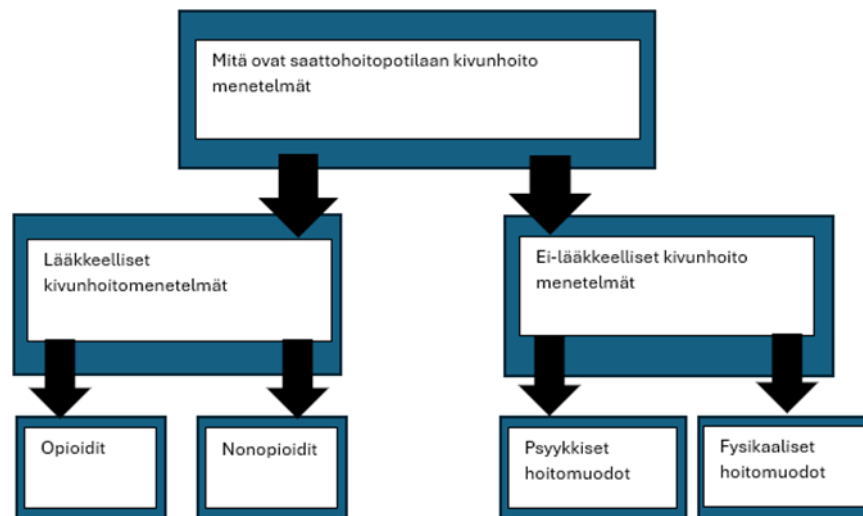 Mitä ovat saattohoitopotilaan kivunhoito
menetelmät
Lääkkeelliset
kivunhoitomenetelmät
Ei-lääkkeelliset kivunhoito
menetelmät
Opioidit
Nonopioidit
Psyykkiset
hoitomuodot
Fysikaaliset
hoitomuodot